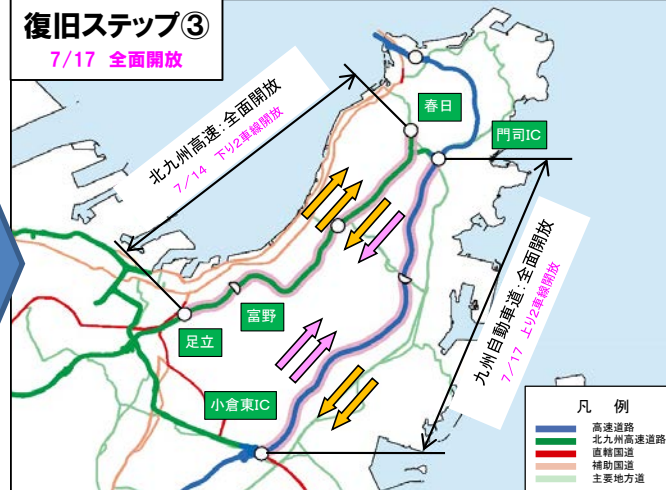 復旧ステップ③
7/17 全面開放
北九州高速：全面開放
7/14 下り2車線開放
春日
門司IC
九州自動車道：全面開放
7/17 上り2車線開放
富野
足立
小倉東IC
凡　例
高速道路
北九州高速道路
直轄国道
補助国道
主要地方道